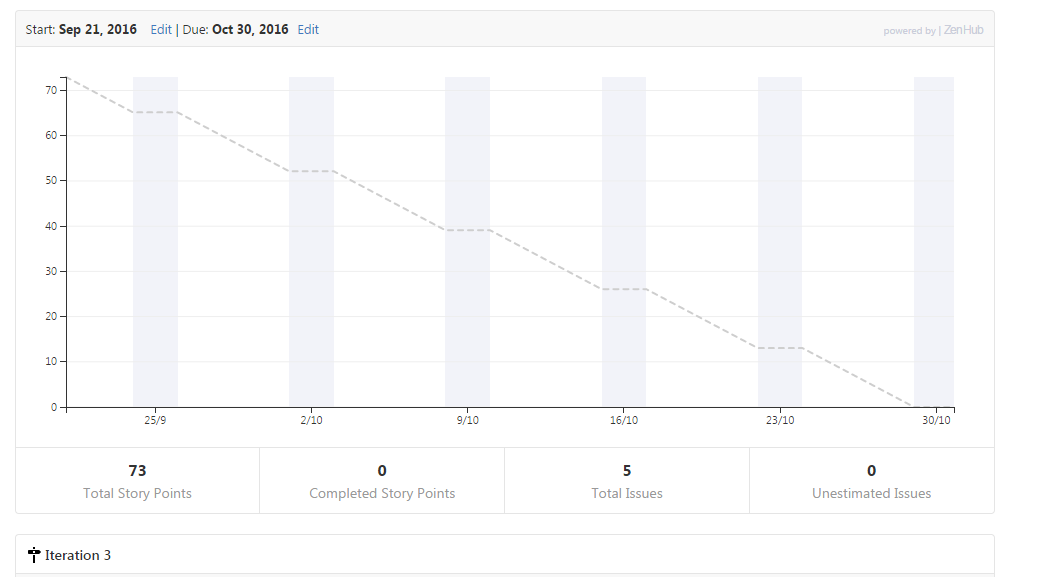 Start: Sep 21, 2016 Edit | Due: Oct 30, 2016 Edit
powered by | ZenHub
70
60
50
40
30
20
10
0
25/9 2/10 9/10 16/10 23/10 30/10
73 0 5 0
Total Story Points Completed Story Points Total Issues Unestimated Issues
Iteration 3